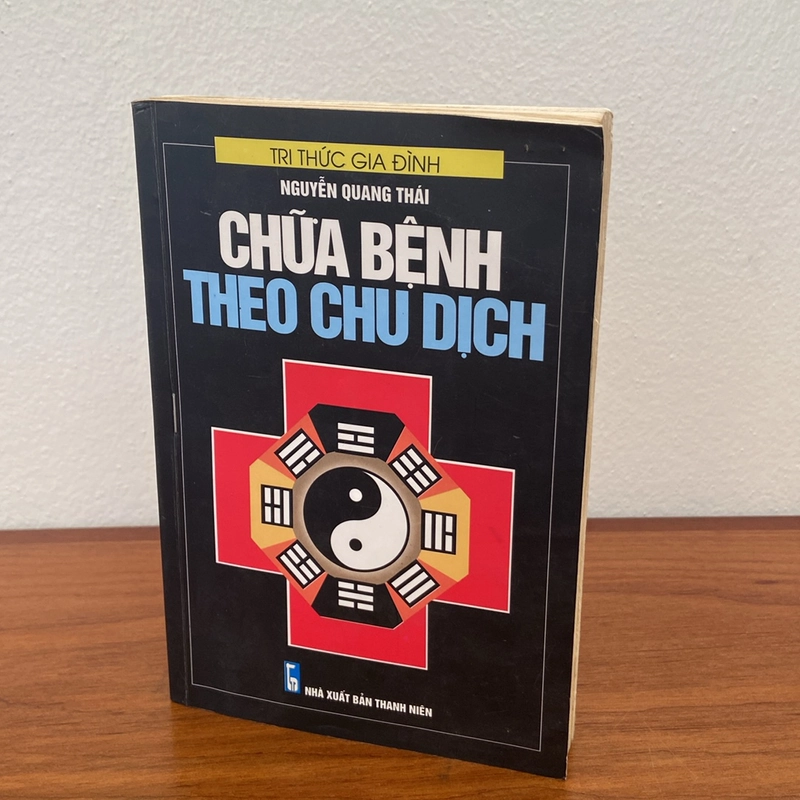 TRI THỨC GIA ĐÌNH
NGUYỄN QUANG THÁI
CHỮA BỆNH
THEO CHU DỊCH
NHÀ XUẤT BẢN THANH NIÊN